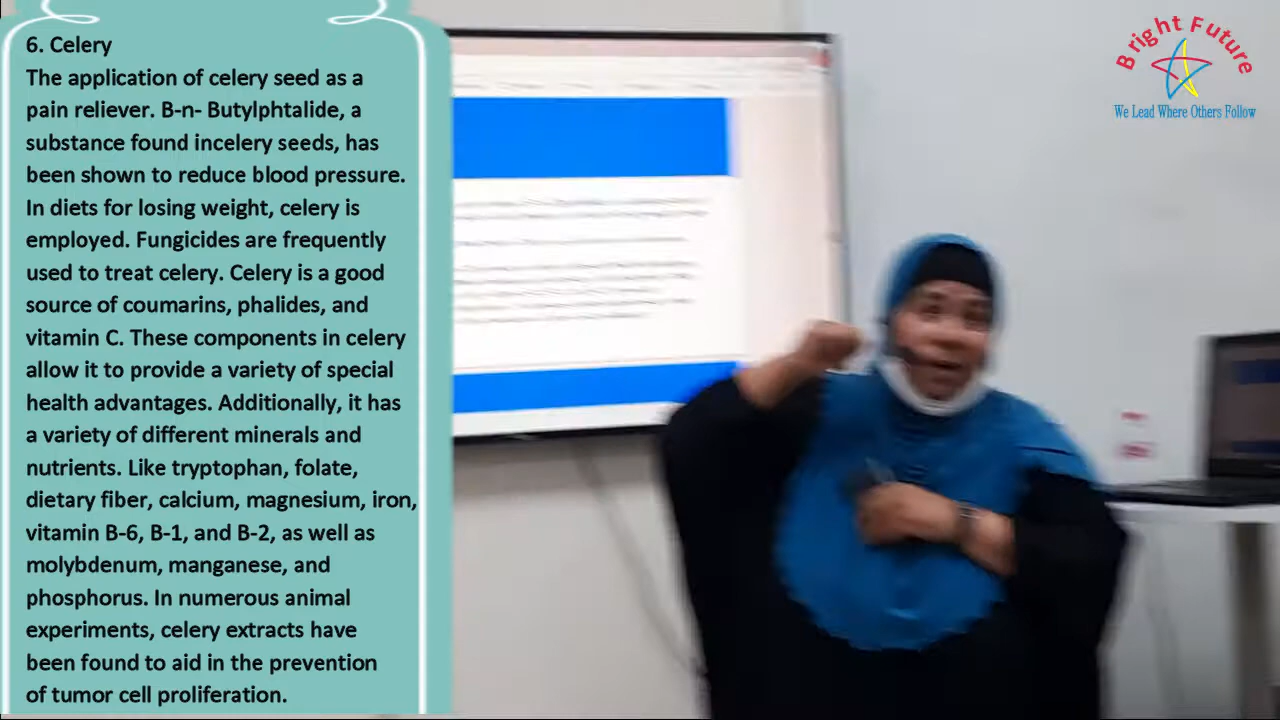 6. Celery
The application of celery seed as a
pain reliever. B-n- Butylphtalide, a
substance found incelery seeds, has
been shown to reduce blood pressure.
In diets for losing weight, celery is
employed. Fungicides are frequently
used to treat celery. Celery is a good
source of coumarins, phalides, and
vitamin C. These components in celery
allow it to provide a variety of special
health advantages. Additionally, it has
a variety of different minerals and
nutrients. Like tryptophan, folate,
dietary fiber, calcium, magnesium, iron,
vitamin B-6, B-1, and B-2, as well as
molybdenum, manganese, and
phosphorus. In numerous animal
experiments, celery extracts have
been found to aid in the prevention
of tumor cell proliferation.
Bright Future
We Lead Where Others Follow